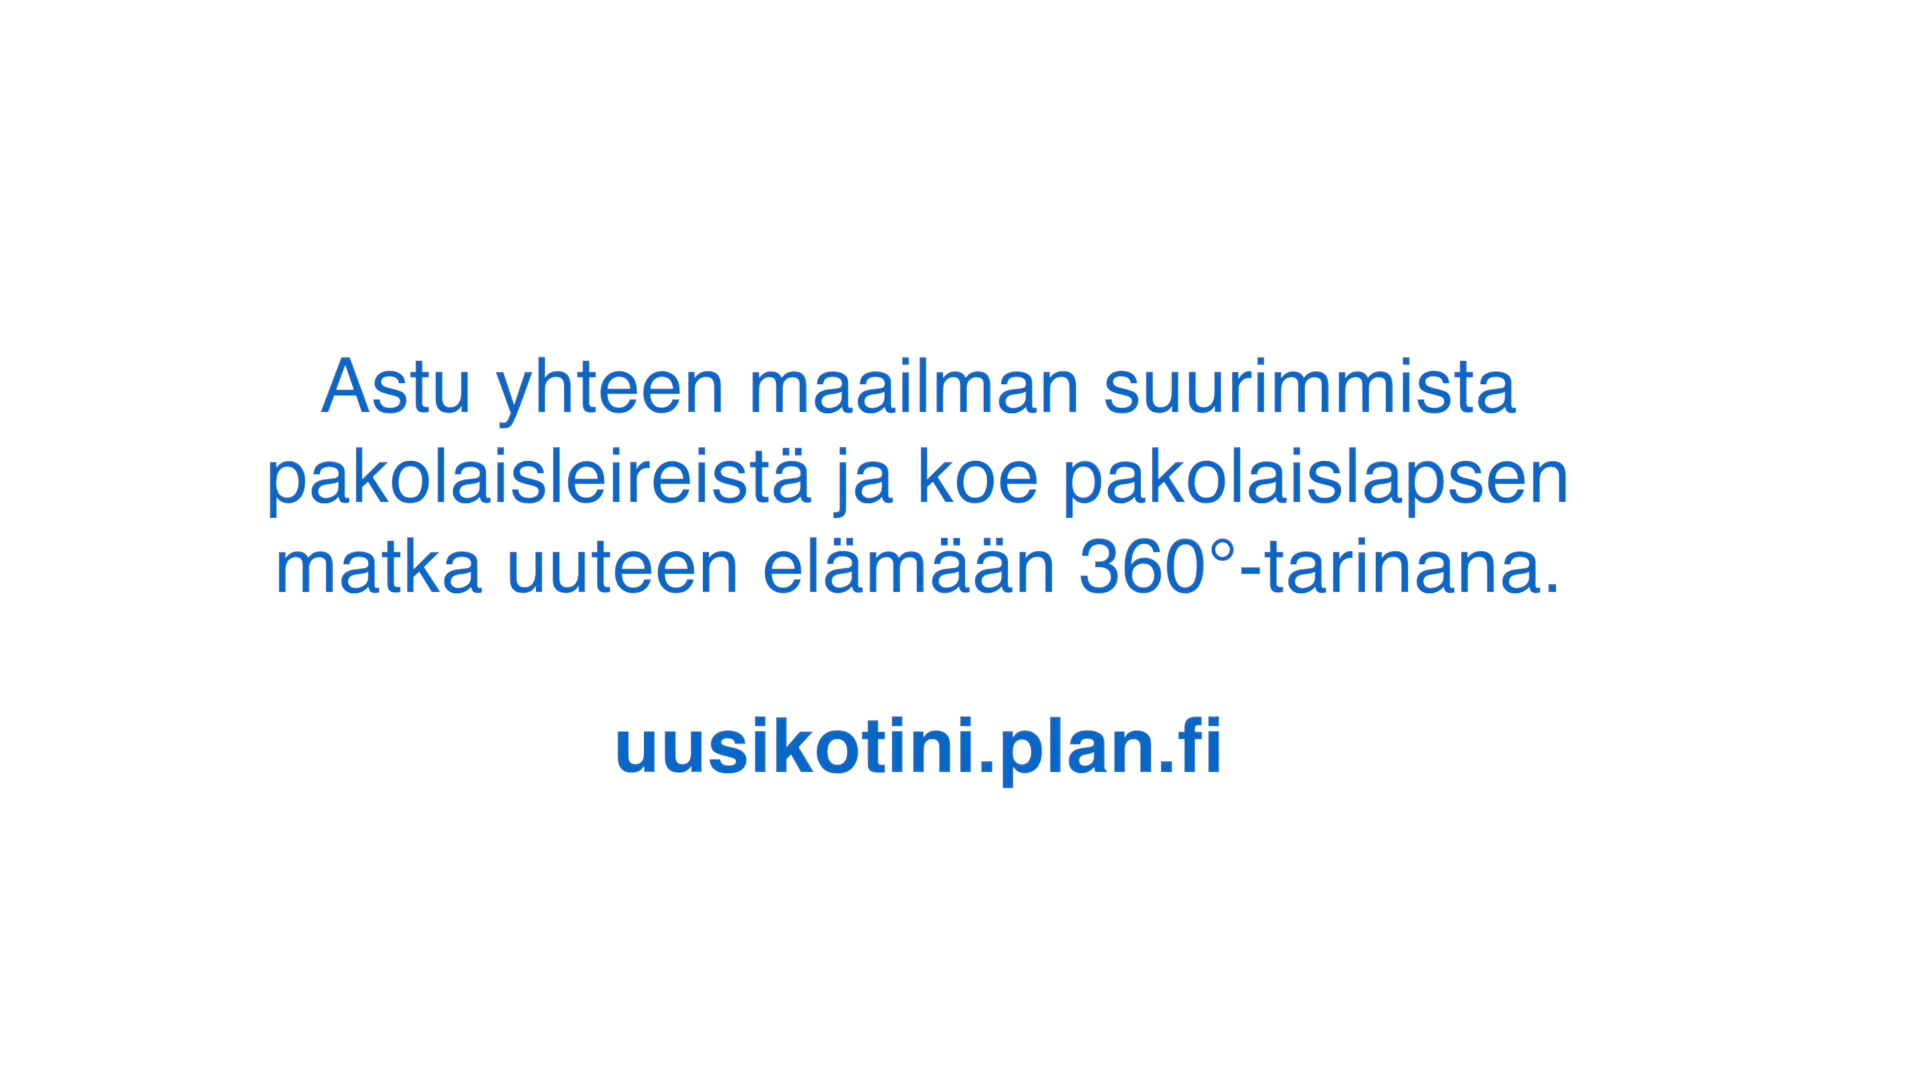 Astu yhteen maailman suurimmista
pakolaisleireistä ja koe pakolaislapsen
matka uuteen elämään 360°-tarinana.
uusikotini.plan.fi